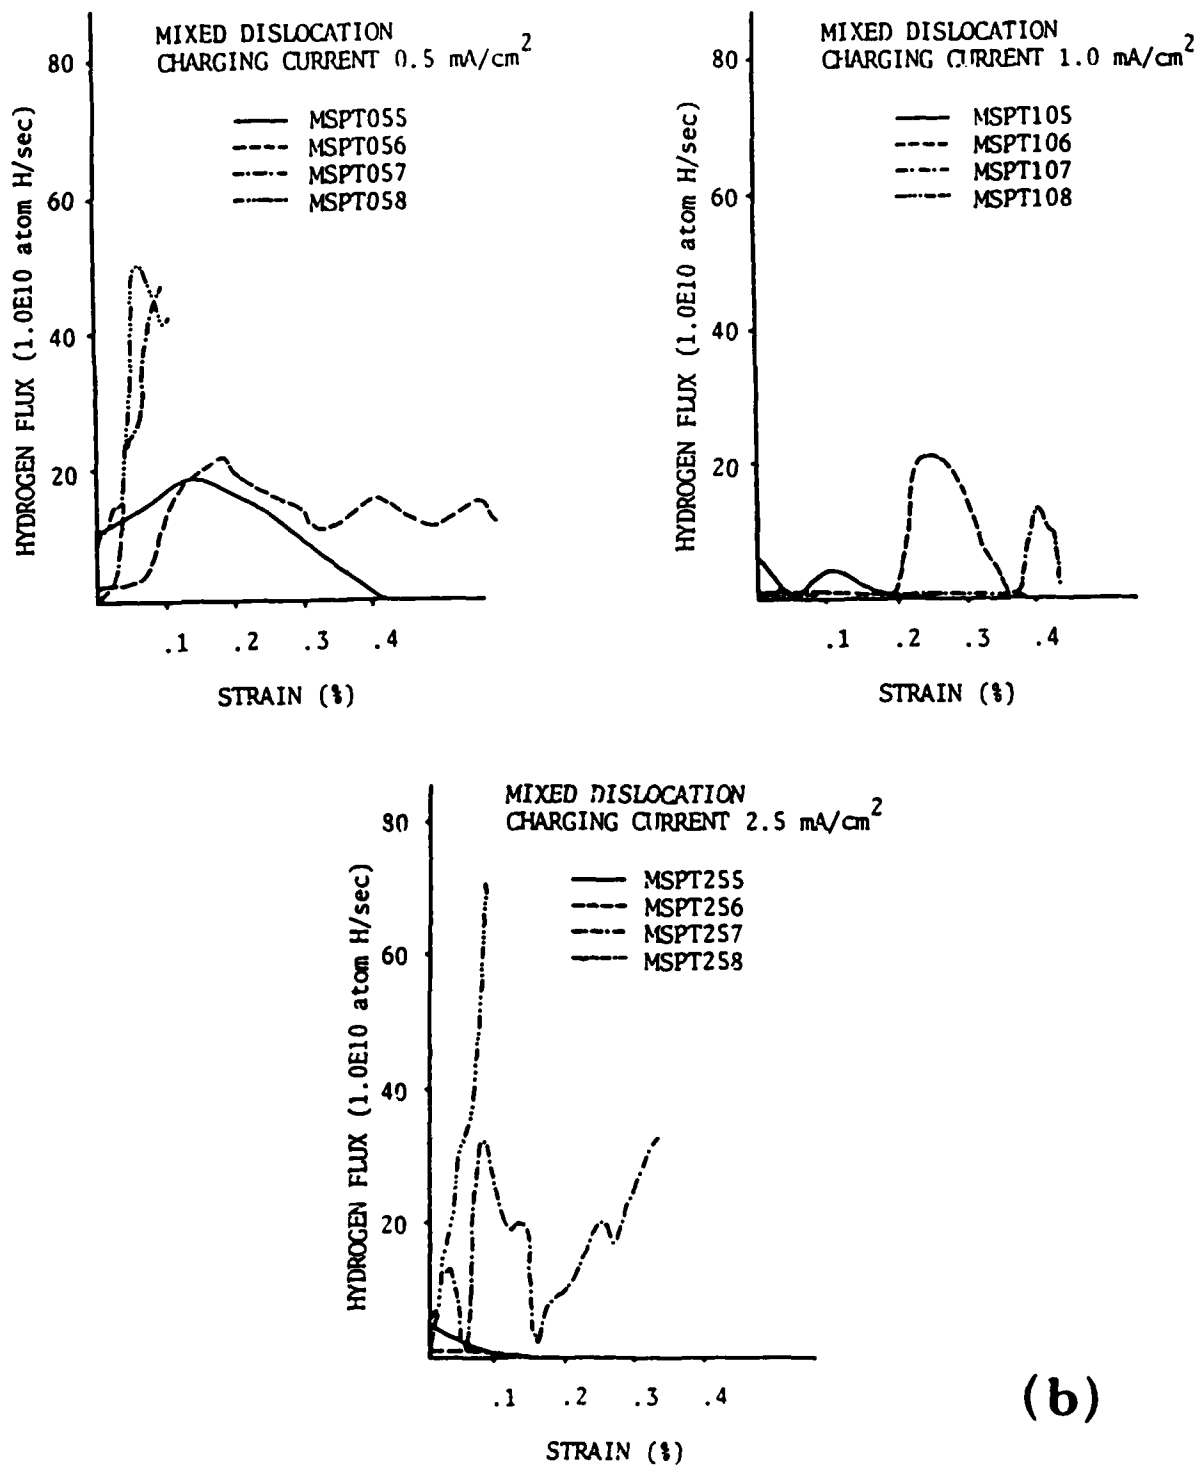 MIXED DISLOCATION
CHARGING CURRENT 0.5 mA/cm²
MSPT055
MSPT056
MSPT057
MSPT058
80
60
40
20
HYDROGEN FLUX (1.0E10 atom H/sec)
.1 .2 .3 .4
STRAIN (%)
MIXED DISLOCATION
CHARGING CURRENT 1.0 mA/cm²
MSPT105
MSPT106
MSPT107
MSPT108
80
60
40
20
HYDROGEN FLUX (1.0E10 atom H/sec)
.1 .2 .3 .4
STRAIN (%)
MIXED DISLOCATION
CHARGING CURRENT 2.5 mA/cm²
MSPT255
MSPT256
MSPT257
MSPT258
80
60
40
20
HYDROGEN FLUX (1.0E10 atom H/sec)
.1 .2 .3 .4
STRAIN (%)
(b)